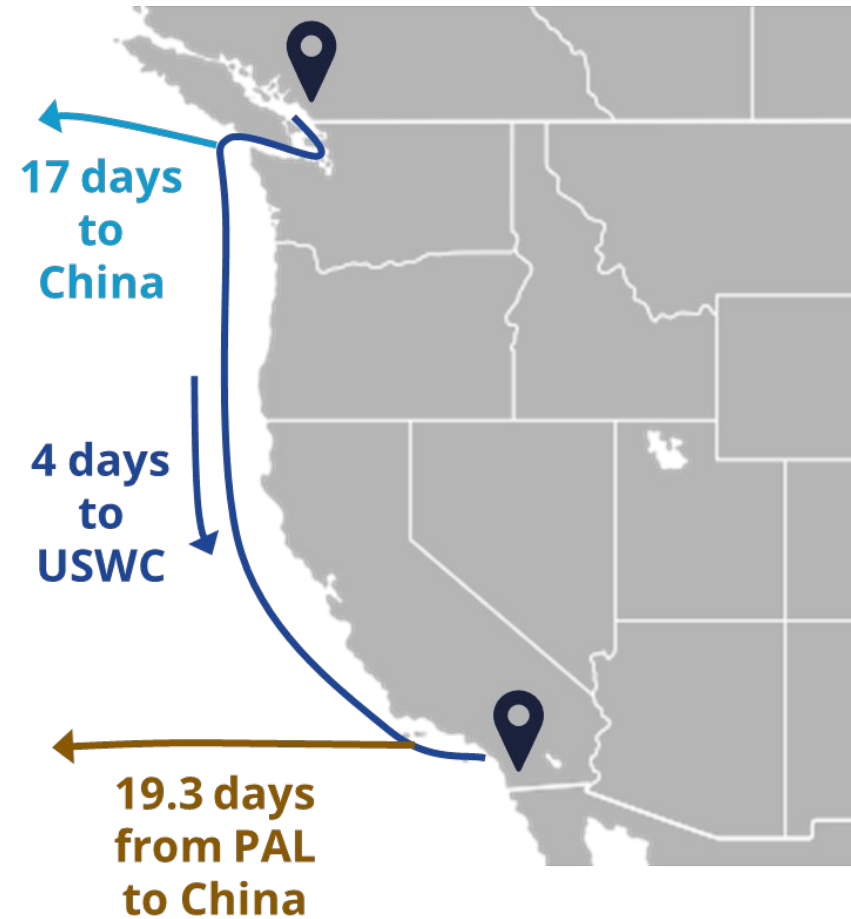 17 days
to
China
4 days
to
USWC
19.3 days
from PAL
to China